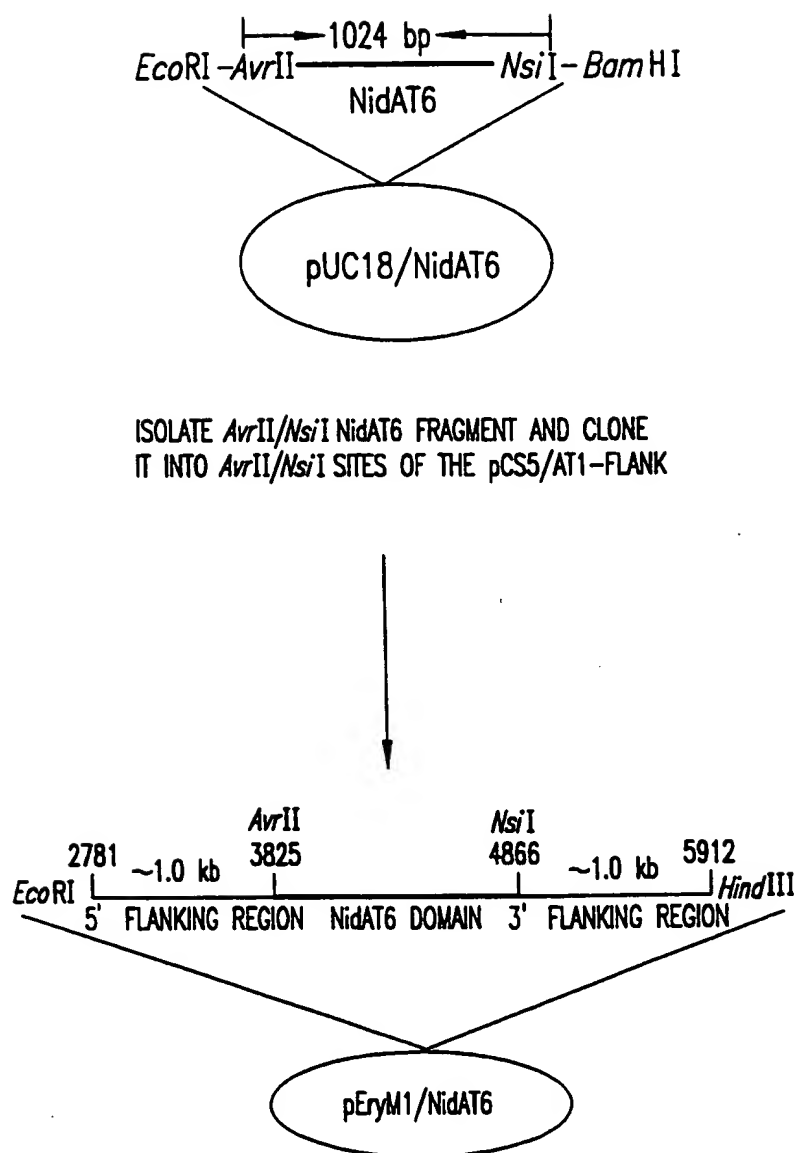 1024 bp
EcoRI-AvrII NsiI-BamHI
NidAT6
pUC18/NidAT6
ISOLATE AvrII/NsiI NidAT6 FRAGMENT AND CLONE
IT INTO AvrII/NsiI SITES OF THE pCS5/AT1-FLANK
AvrII NsiI
2781 ~1.0 kb 3825 4866 ~1.0 kb 5912
EcoRI HindIII
5' FLANKING REGION NidAT6 DOMAIN 3' FLANKING REGION
pEryM1/NidAT6